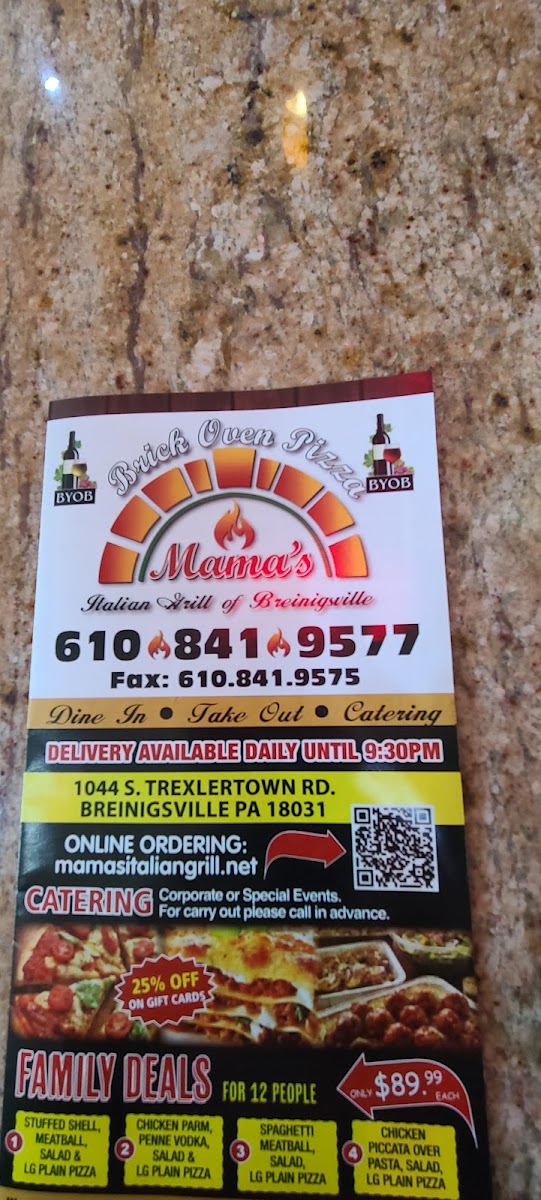 Brick Oven Pizza
BYOB
BYOB
Mama's
Italian Grill of Breinigsville
610 841 9577
Fax: 610.841.9575
Dine In • Take Out • Catering
DELIVERY AVAILABLE DAILY UNTIL 9:30PM
1044 S. TREXLERTOWN RD.
BREINIGSVILLE PA 18031
ONLINE ORDERING:
mamasitaliangrill.net
CATERING Corporate or Special Events.
For carry out please call in advance.
25% OFF
ON GIFT CARDS
FAMILY DEALS FOR 12 PEOPLE
ONLY $89.99 EACH
1 STUFFED SHELL,
MEATBALL,
SALAD &
LG PLAIN PIZZA
2 CHICKEN PARM,
PENNE VODKA,
SALAD &
LG PLAIN PIZZA
3 SPAGHETTI
MEATBALL,
SALAD,
LG PLAIN PIZZA
4 CHICKEN
PICCATA OVER
PASTA, SALAD,
LG PLAIN PIZZA